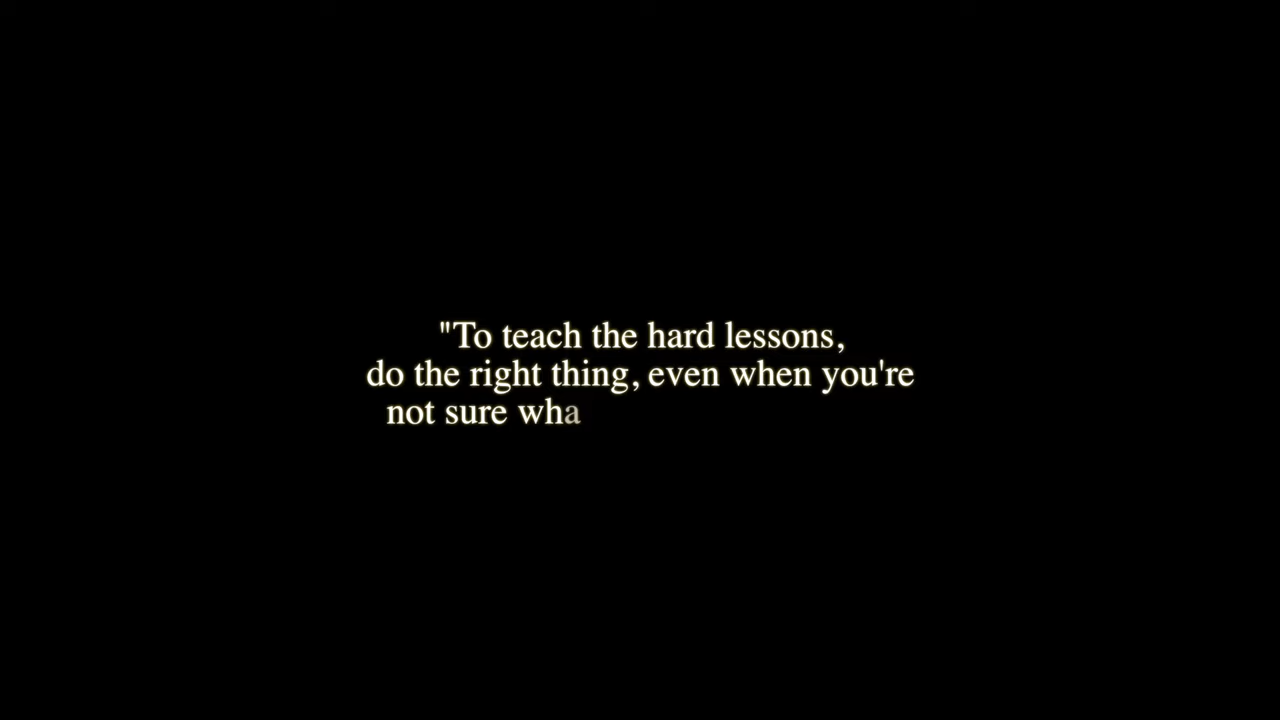 "To teach the hard lessons,
do the right thing, even when you're
not sure wha